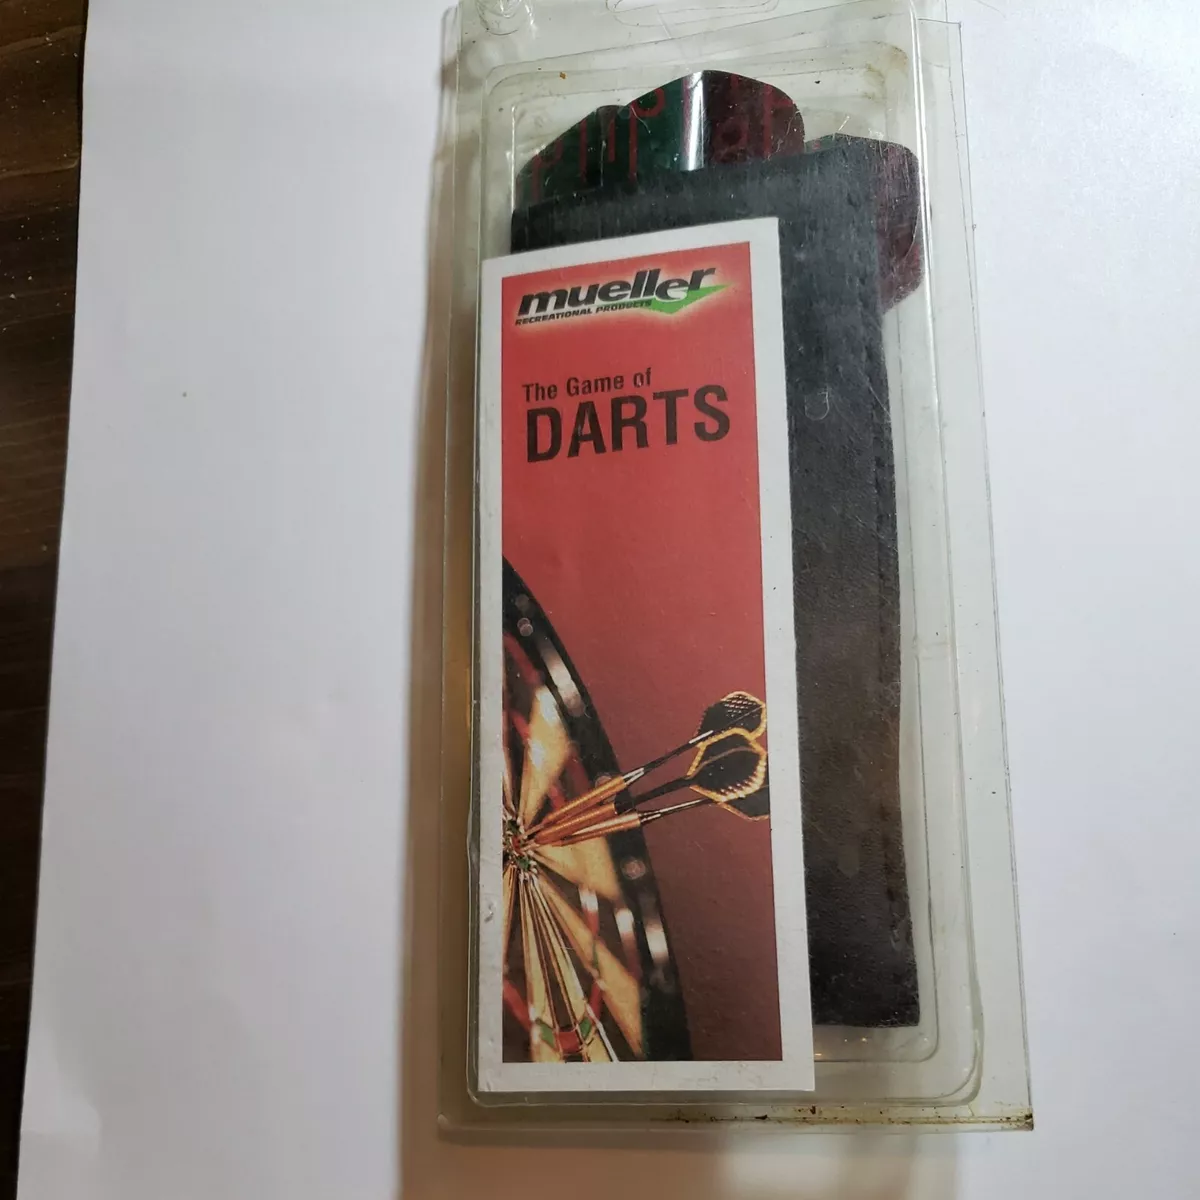 mueller
RECREATIONAL PRODUCTS
The Game of
DARTS